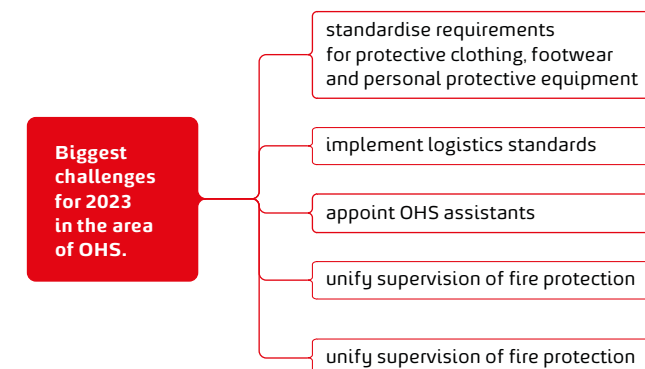 Biggest
challenges
for 2023
in the area
of OHS.
standardise requirements
for protective clothing, footwear
and personal protective equipment
implement logistics standards
appoint OHS assistants
unify supervision of fire protection
unify supervision of fire protection